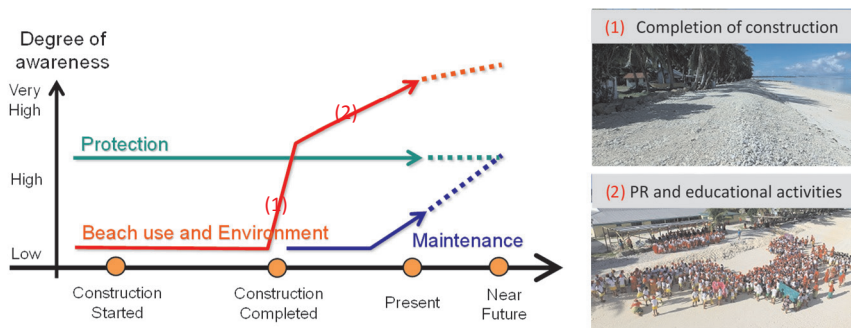 Degree of
awareness
Very
High
High
Low
Protection
(2)
(1)
Beach use and Environment
Maintenance
Construction
Started
Construction
Completed
Present
Near
Future
(1) Completion of construction
(2) PR and educational activities